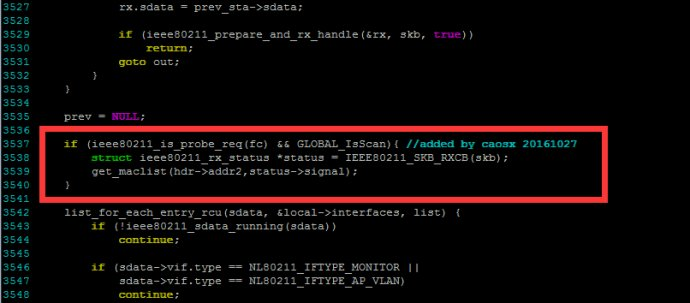 3527 rx.sdata = prev_sta->sdata;
3528
3529 if (ieee80211_prepare_and_rx_handle(&rx, skb, true))
3530 return;
3531 goto out;
3532 }
3533 }
3534
3535 prev = NULL;
3536
3537 if (ieee80211_is_probe_req(fc) && GLOBAL_IsScan){ //added by caosx 20161027
3538 struct ieee80211_rx_status *status = IEEE80211_SKB_RXCB(skb);
3539 get_maclist(hdr->addr2,status->signal);
3540 }
3541
3542 list_for_each_entry_rcu(sdata, &local->interfaces, list) {
3543 if (!ieee80211_sdata_running(sdata))
3544 continue;
3545
3546 if (sdata->vif.type == NL80211_IFTYPE_MONITOR ||
3547 sdata->vif.type == NL80211_IFTYPE_AP_VLAN)
3548 continue;